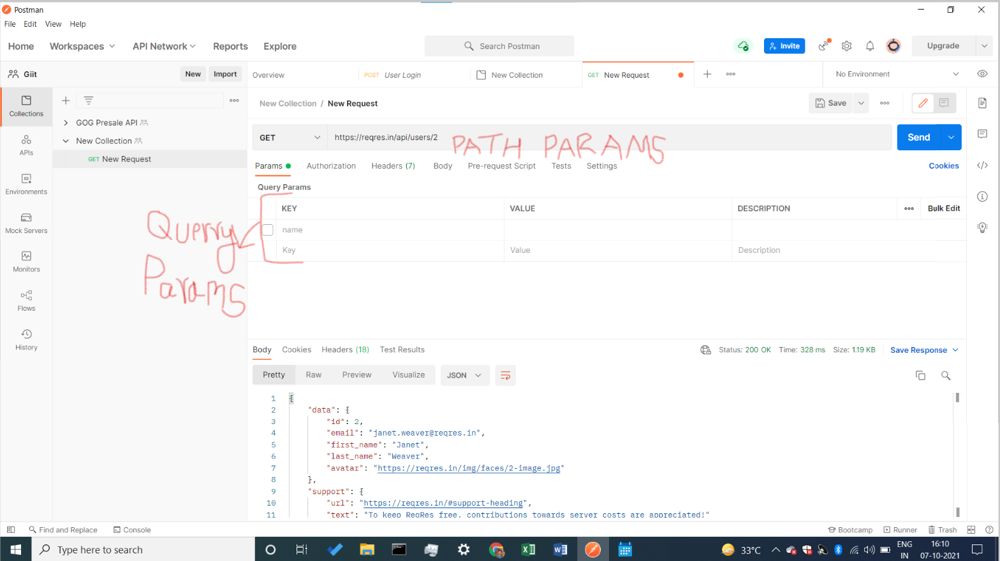 Postman
File Edit View Help
Home Workspaces API Network Reports Explore Search Postman Invite Upgrade
Giit New Import Overview POST User Login New Collection GET New Request No Environment
New Collection / New Request Save
Collections
GOG Presale API
New Collection
GET New Request
APIs
Environments
Mock Servers
Monitors
Flows
History
GET https://reqres.in/api/users/2 PATH PARAMS Send
Params Authorization Headers (7) Body Pre-request Script Tests Settings Cookies
Query Params
KEY VALUE DESCRIPTION Bulk Edit
name
Key Value Description
Querry
Params
Body Cookies Headers (18) Test Results Status: 200 OK Time: 328 ms Size: 1.19 KB Save Response
Pretty Raw Preview Visualize JSON
1 {
2 "data": {
3 "id": 2,
4 "email": "janet.weaver@reqres.in",
5 "first_name": "Janet",
6 "last_name": "Weaver",
7 "avatar": "https://reqres.in/img/faces/2-image.jpg"
8 },
9 "support": {
10 "url": "https://reqres.in/#support-heading",
11 "text": "To keep ReqRes free, contributions towards server costs are appreciated!"
Find and Replace Console Bootcamp Runner Trash
Type here to search 33°C ENG IN 16:10 07-10-2021